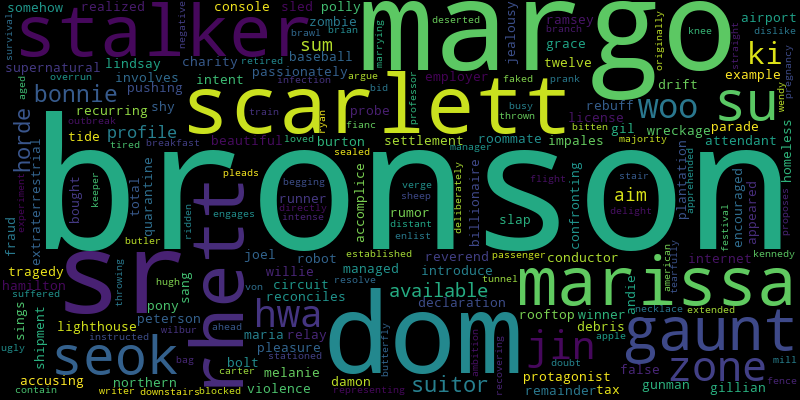 somehow realized console sled polly
stalker
negative
survival
zombie brawl brian
marrying
margo
jealousy
ramsey
deserted
branch
originally
airport
dislike
knee
straight
supernatural lindsay charity retired sum baseball
grace
twelve
ki
pregnancy
involves passionately
infection faked prank
argue employer
example
wendy
aged
overrun
bonnie pushing intent
scarlett
bid
professor
drift
su
horde
recurring shy
train
ryan
probe
busy
thrown
rebuff woo
license
outbreak
tide profile
beautiful loved burton
fianc
settlement
roommate
bitten
gil wreckage parade
majority
impales attendant
homeless
tired breakfast
sealed
manager
bronson
extraterrestrial
experiment
fraud
bought
keeper
total
quarantine
ridden
pleads
begging
runner
directly
intense
engages
accomplice
verge sheep
rumor
distant
enlist
deliberately
billionaire
slap
flight
confronting
stair
aim
delight
plantation
apprehended
encouraged
festival
appeared
proposes
butler
sr
rhett
tragedy
hamilton
suffered
throwing
hugh
sang
pony
joel
von
robot
willie
established
managed
resolve
reverend
introduce
passenger
tunnel
conductor
marissa
american
tearfully
internet
kennedy
circuit
reconciles
available
declaration
rooftop winner
andie
necklace extended
sings
shipment
lighthouse
peterson
wilbur
instructed
ahead
hwa
maria relay
stationed
dom
butterfly
ambition
recovering
jin
debris
apple
gaunt
ugly
seok
bag
bolt
pleasure
melanie
damon
suitor
doubt
false
zone
mill
accusing
northern
contain writer downstairs blocked
carter
violence
representing
protagonist
remainder tax
gunman
gillian
fence